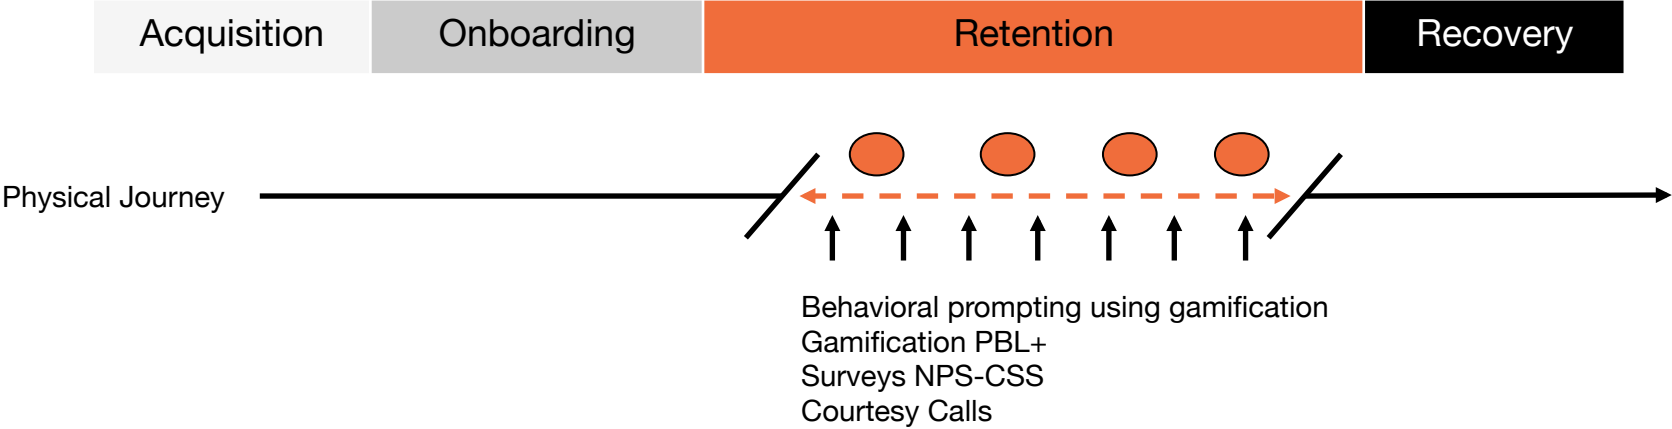 Acquisition
Onboarding
Retention
Recovery
Physical Journey
Behavioral prompting using gamification
Gamification PBL+
Surveys NPS-CSS
Courtesy Calls